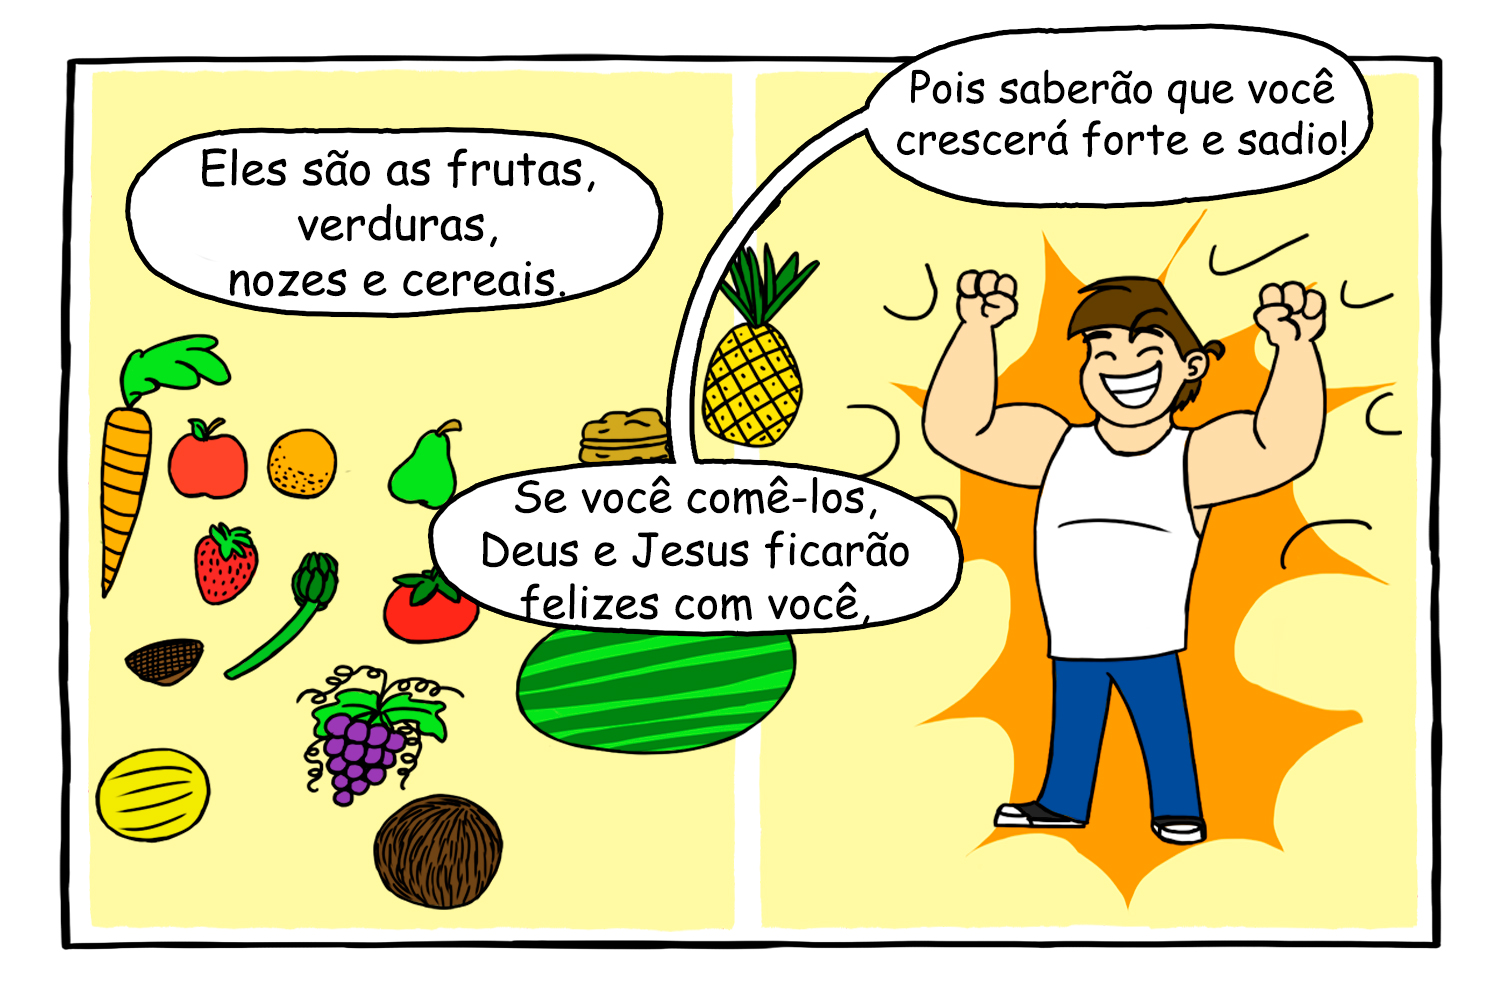 Eles são as frutas,
verduras,
nozes e cereais.
Se você comê-los,
Deus e Jesus ficarão
felizes com você,
Pois saberão que você
crescerá forte e sadio!